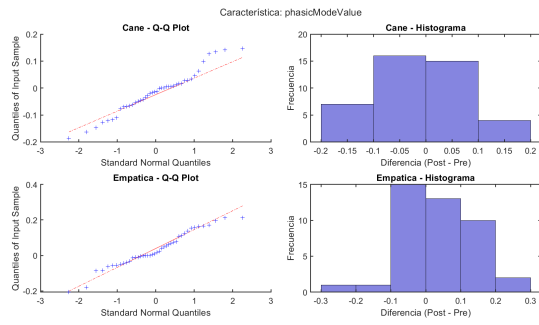 Característica: phasicModeValue
Cane - Q-Q Plot
Quantiles of Input Sample
0.2
0.1
0
-0.1
-0.2
-3 -2 -1 0 1 2 3
Standard Normal Quantiles
Cane - Histograma
Frecuencia
20
15
10
5
0
-0.2 -0.15 -0.1 -0.05 0 0.05 0.1 0.15 0.2
Diferencia (Post - Pre)
Empatica - Q-Q Plot
Quantiles of Input Sample
0.4
0.2
0
-0.2
-3 -2 -1 0 1 2 3
Standard Normal Quantiles
Empatica - Histograma
Frecuencia
15
10
5
0
-0.3 -0.2 -0.1 0 0.1 0.2 0.3
Diferencia (Post - Pre)